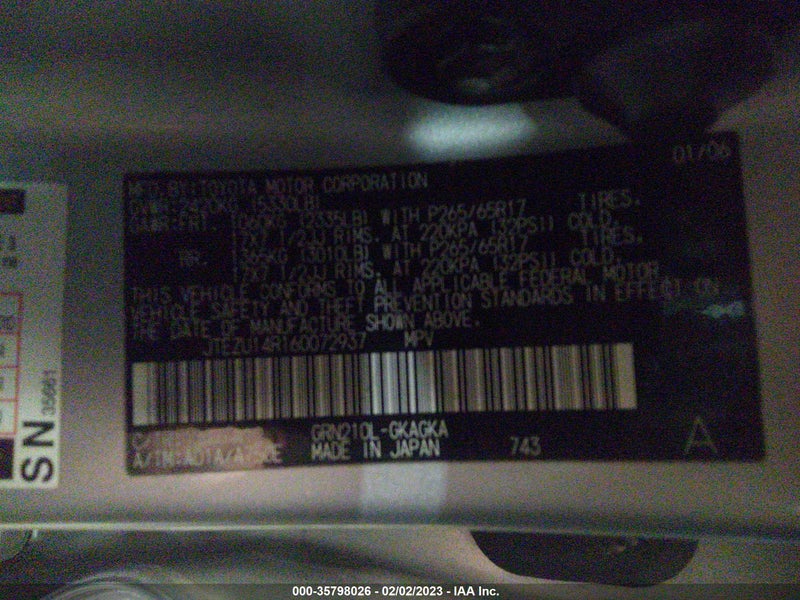 01/06
MFD BY:TOYOTA MOTOR CORPORATION
GVWR:2420KG (5330LB)
GAWR:FRT. 1060KG (2335LB) WITH P265/65R17 TIRES,
17X7 1/2JJ RIMS, AT 220KPA (32PSI) COLD.
RR. 1365KG (3010LB) WITH P265/65R17 TIRES,
17X7 1/2JJ RIMS, AT 220KPA (32PSI) COLD.
THIS VEHICLE CONFORMS TO ALL APPLICABLE FEDERAL MOTOR
VEHICLE SAFETY AND THEFT PREVENTION STANDARDS IN EFFECT ON
THE DATE OF MANUFACTURE SHOWN ABOVE.
JTEZU14R160072937 MPV
GRN210L-GKAGKA
MADE IN JAPAN 743
A
SN
35661
000-35798026 - 02/02/2023 - IAA Inc.